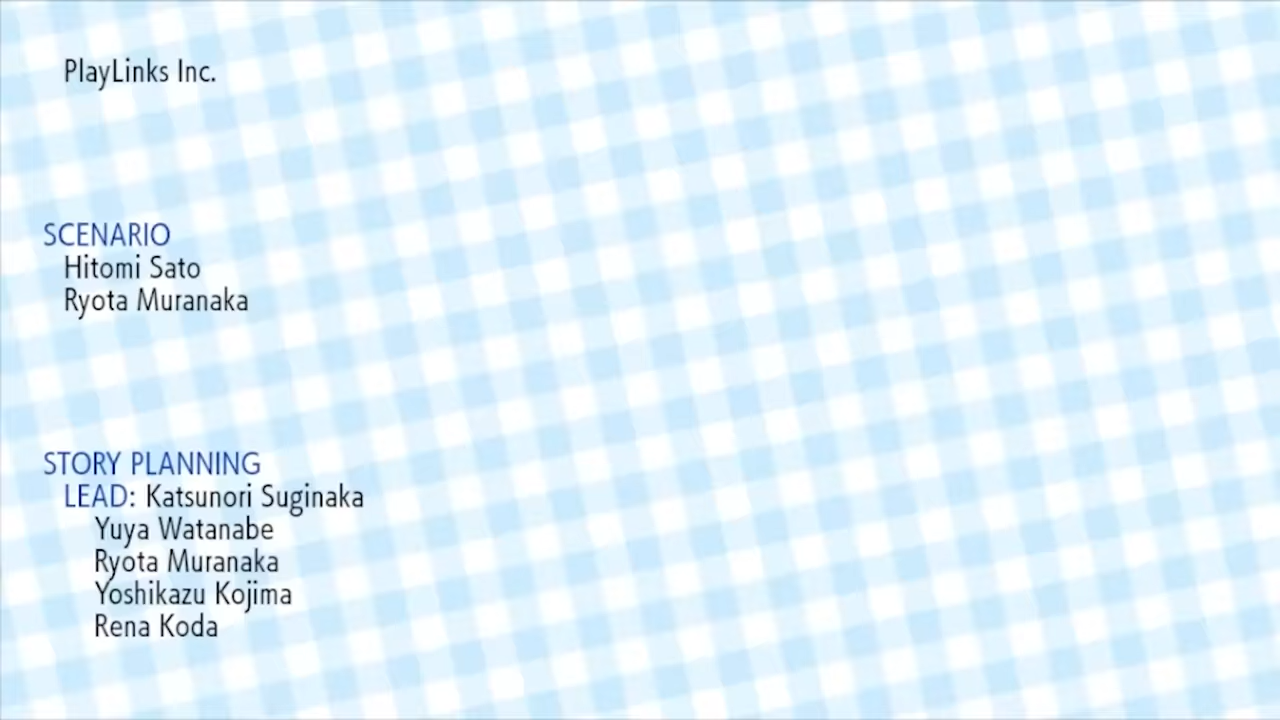 PlayLinks Inc.
SCENARIO
Hitomi Sato
Ryota Muranaka
STORY PLANNING
LEAD: Katsunori Suginaka
Yuya Watanabe
Ryota Muranaka
Yoshikazu Kojima
Rena Koda